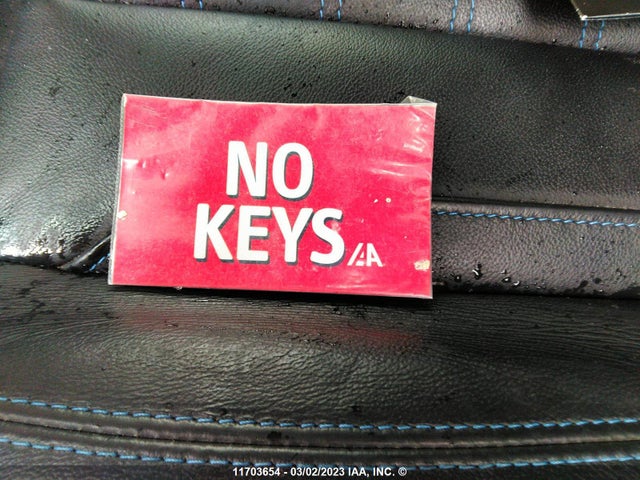 NO
KEYS IAA
11703654 - 03/02/2023 IAA, INC. ©